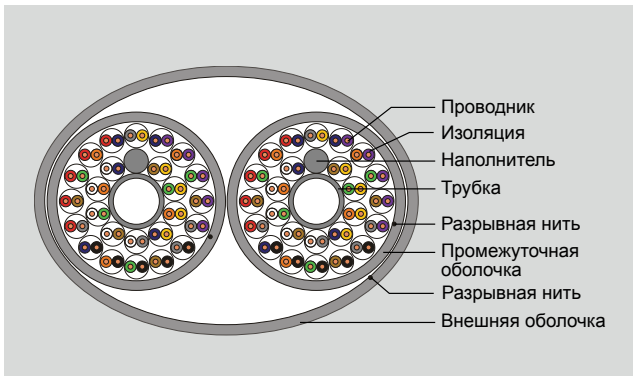 Проводник
Изоляция
Наполнитель
Трубка
Разрывная нить
Промежуточная
оболочка
Разрывная нить
Внешняя оболочка